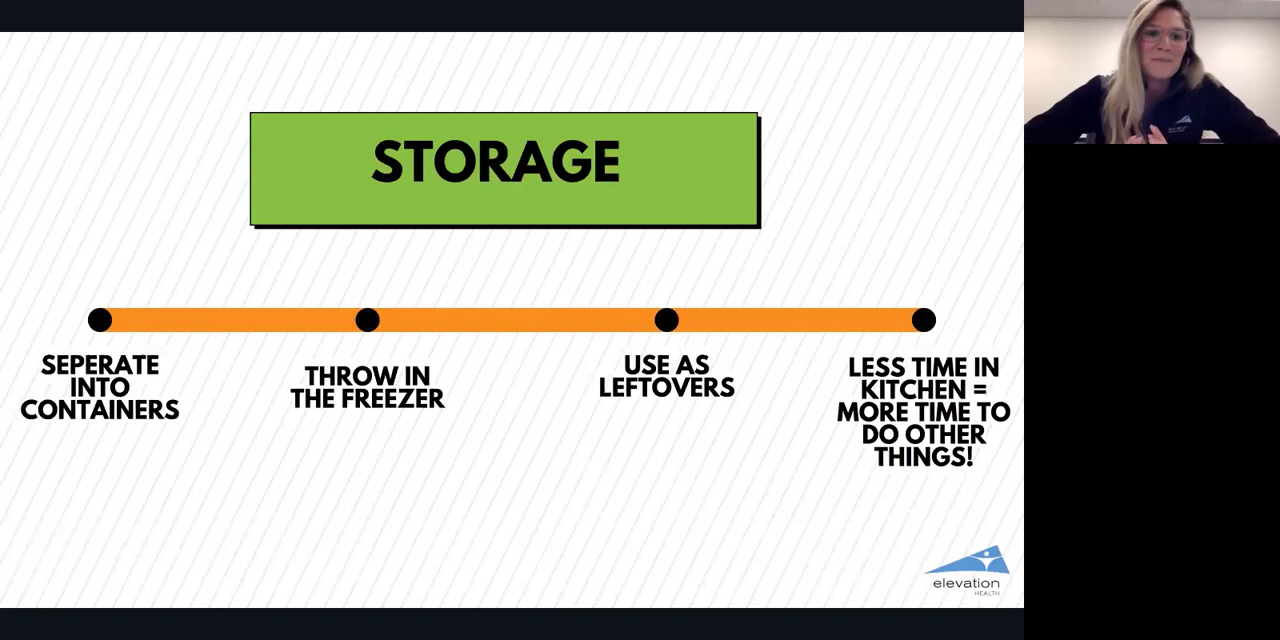 STORAGE
SEPERATE
INTO
CONTAINERS
THROW IN
THE FREEZER
USE AS
LEFTOVERS
LESS TIME IN
KITCHEN =
MORE TIME TO
DO OTHER
THINGS!
elevation
HEALTH